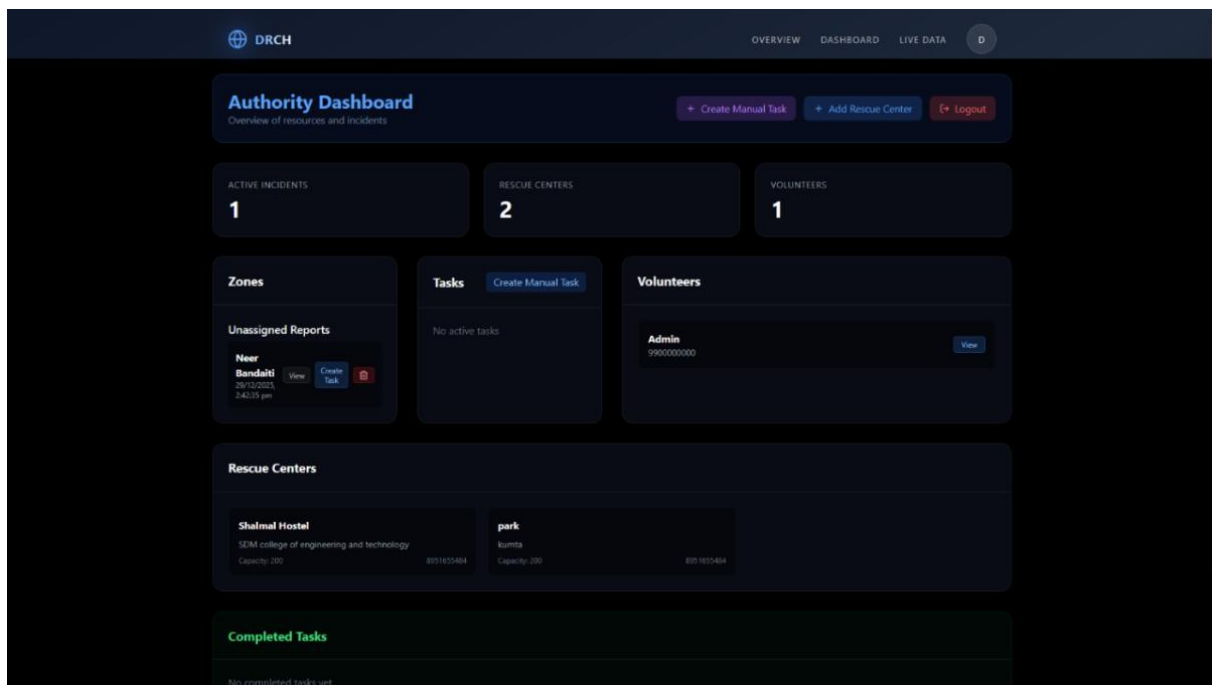 DRCH
OVERVIEW DASHBOARD LIVE DATA D
Authority Dashboard
Overview of resources and incidents
+ Create Manual Task + Add Rescue Center Logout
ACTIVE INCIDENTS
1
RESCUE CENTERS
2
VOLUNTEERS
1
Zones
Unassigned Reports
Neer
Bandaiti
29/12/2025,
2:42:35 pm
View
Create
Task
Tasks
Create Manual Task
No active tasks
Volunteers
Admin
9900000000
View
Rescue Centers
Shalmal Hostel
SDM college of engineering and technology
Capacity: 200 8951655484
park
kumta
Capacity: 200 8951655484
Completed Tasks
No completed tasks yet